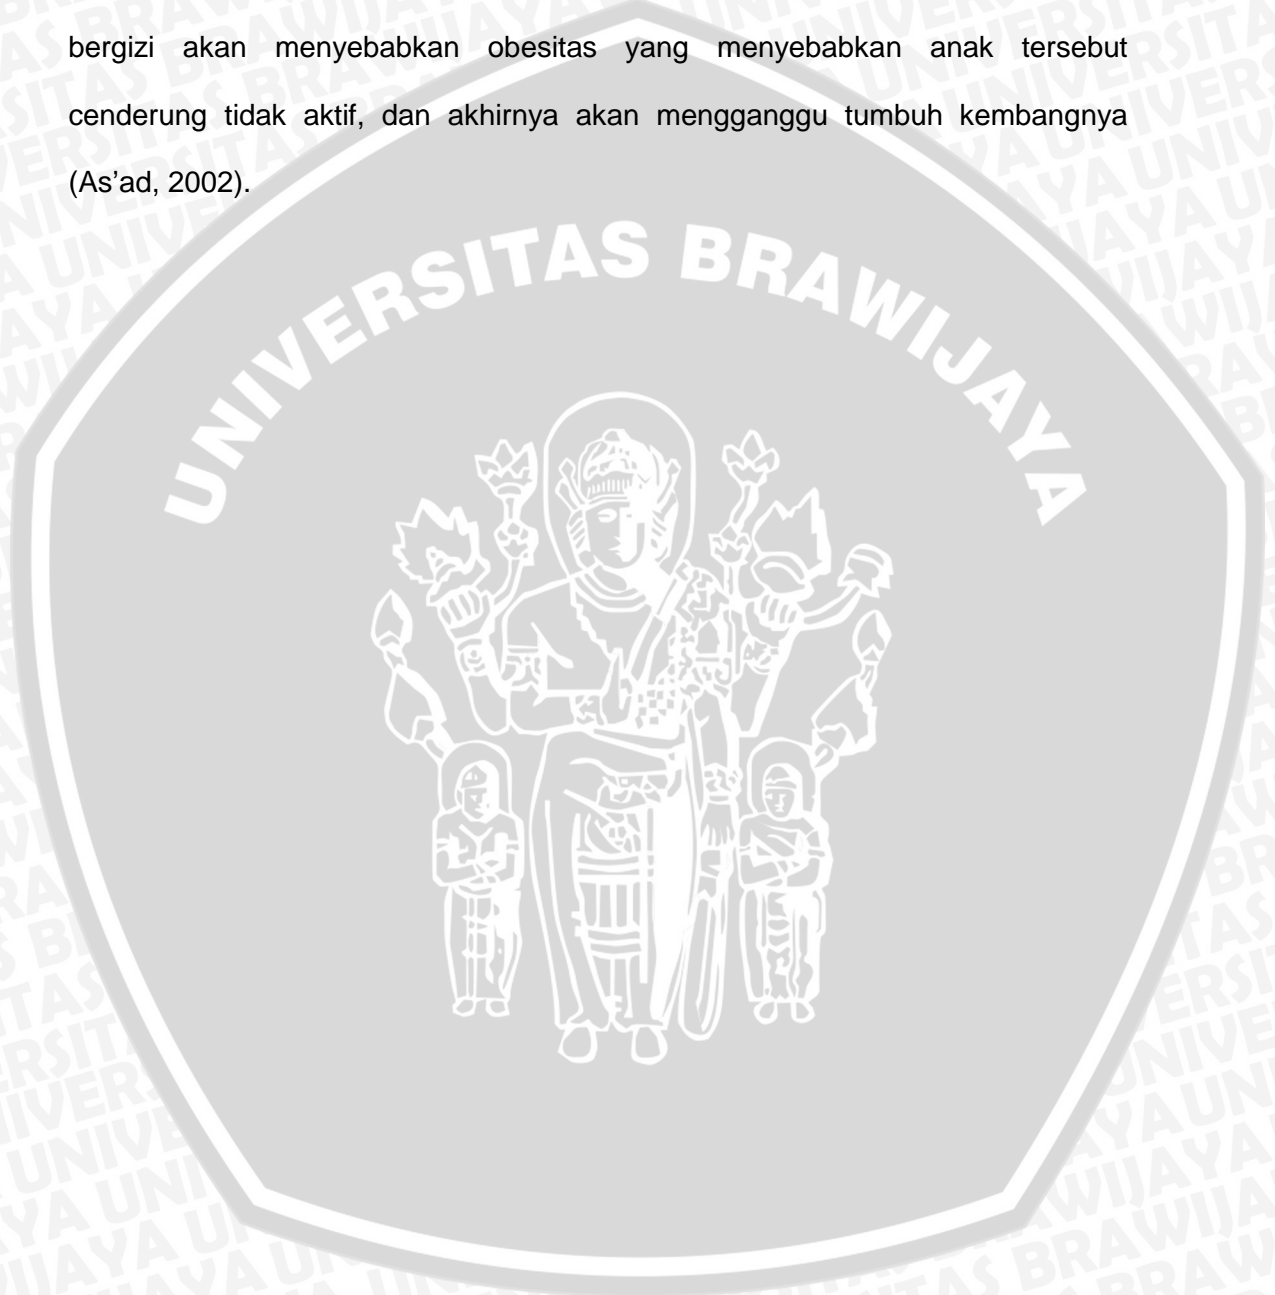 bergizi akan menyebabkan obesitas yang menyebabkan anak tersebut
cenderung tidak aktif, dan akhirnya akan mengganggu tumbuh kembangnya
(As’ad, 2002).
UNIVERSITAS BRAWIJAYA